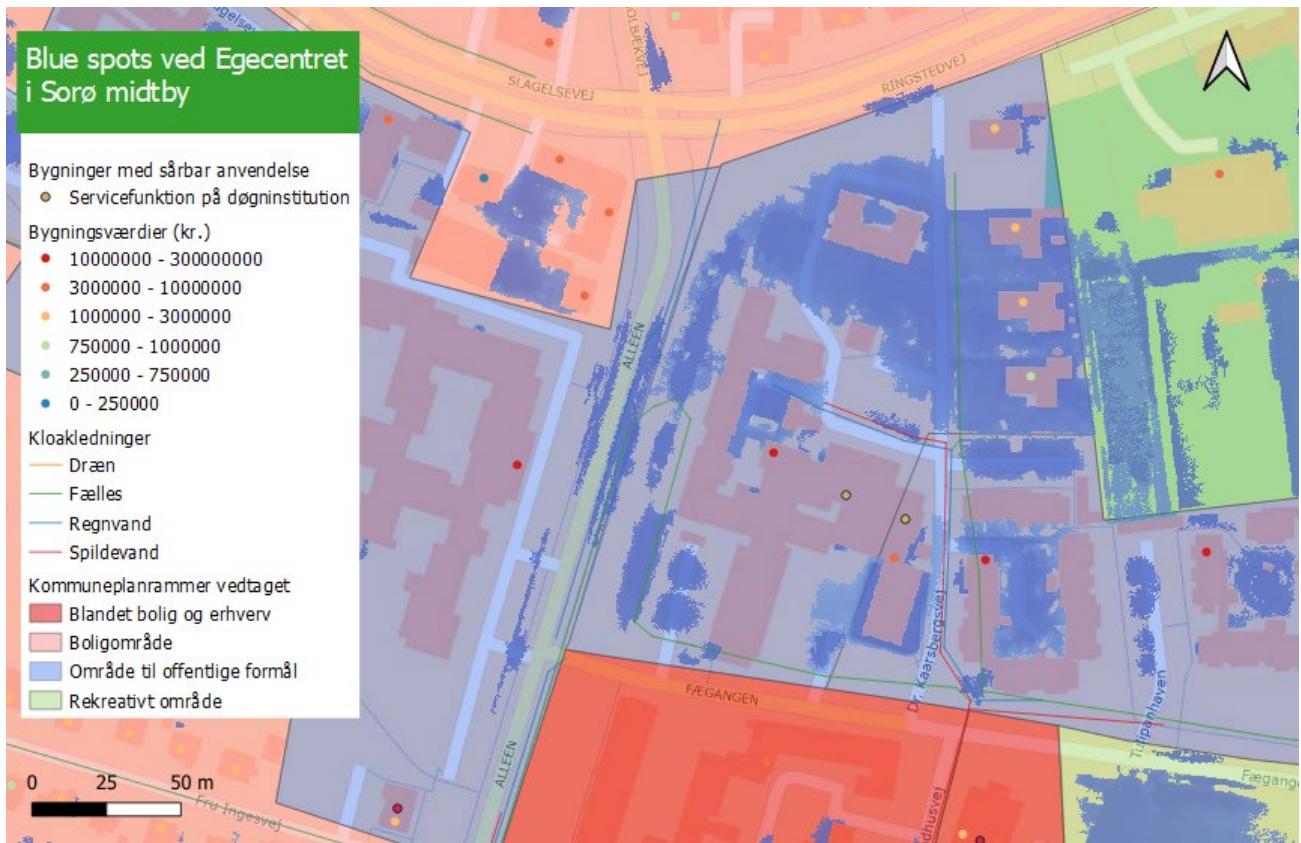 Blue spots ved Egecentret
i Sorø midtby
Bygninger med sårbar anvendelse
Servicefunktion på døgninstitution
Bygningsværdier (kr.)
10000000 - 300000000
3000000 - 10000000
1000000 - 3000000
750000 - 1000000
250000 - 750000
0 - 250000
Kloakledninger
Dræn
Fælles
Regnvand
Spildevand
Kommuneplanrammer vedtaget
Blandet bolig og erhverv
Boligområde
Område til offentlige formål
Rekreativt område
0 25 50 m
SLAGELSEVEJ
RINGSTEDVEJ
ALLEEN
Dr. Kaarsbergsvej
FÆGANGEN
Tulipanhaven
ALLEEN
Fru Ingesvej